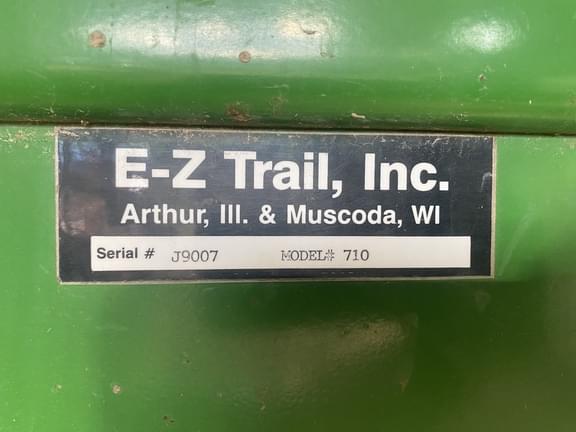 E-Z Trail, Inc.
Arthur, Ill. & Muscoda, WI
Serial # J9007 MODEL# 710